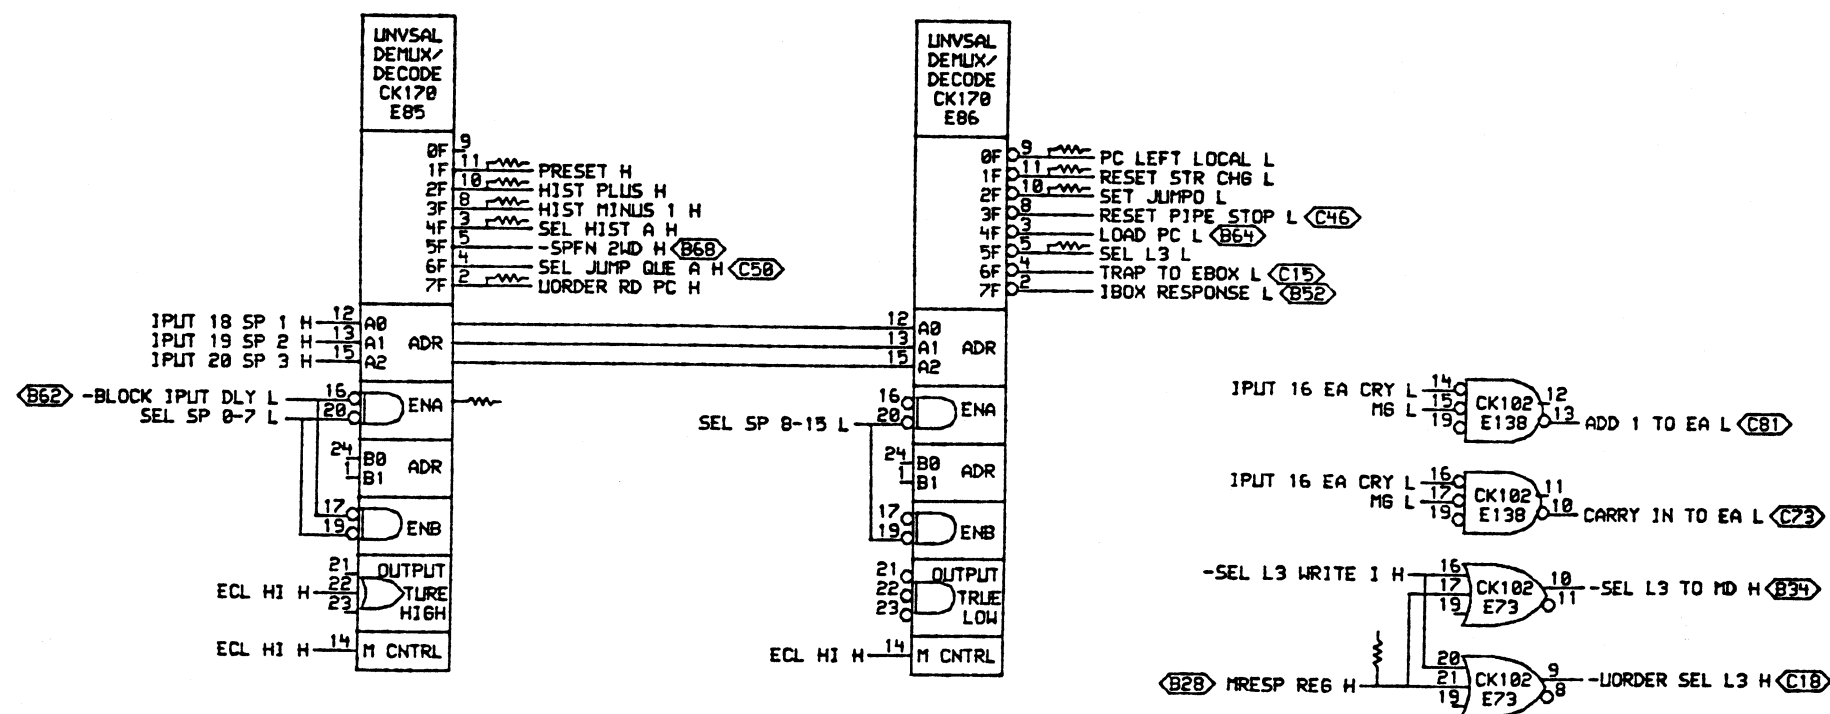 UNVSAL
DEMUX/
DECODE
CK170
E85
0F 9
1F 11 PRESET H
2F 10 HIST PLUS H
3F 8 HIST MINUS 1 H
4F 3 SEL HIST A H
5F 5 -SPFN 2WD H B68
6F 4 SEL JUMP QUE A H C50
7F 2 UORDER RD PC H
IPUT 18 SP 1 H 12 A0
IPUT 19 SP 2 H 13 A1 ADR
IPUT 20 SP 3 H 15 A2
B62 -BLOCK IPUT DLY L 16
SEL SP 0-7 L 20 ENA
24 B0 ADR
1 B1
17
19 ENB
21 OUTPUT
ECL HI H 22 TURE
23 HIGH
ECL HI H 14 M CNTRL
UNVSAL
DEMUX/
DECODE
CK170
E86
0F 9 PC LEFT LOCAL L
1F 11 RESET STR CHG L
2F 10 SET JUMPO L
3F 8 RESET PIPE STOP L C46
4F 3 LOAD PC L B64
5F 5 SEL L3 L
6F 4 TRAP TO EBOX L C15
7F 2 IBOX RESPONSE L B52
12 A0
13 A1 ADR
15 A2
16
SEL SP 8-15 L 20 ENA
24 B0 ADR
1 B1
17
19 ENB
21 OUTPUT
22 TRUE
23 LOW
ECL HI H 14 M CNTRL
IPUT 16 EA CRY L 14 12
M6 L 15 CK102 13 ADD 1 TO EA L C81
19 E138
IPUT 16 EA CRY L 16 11
M6 L 17 CK102 10 CARRY IN TO EA L C73
19 E138
-SEL L3 WRITE I H 16 10 -SEL L3 TO MD H B34
17 CK102 11
19 E73
20 9 -UORDER SEL L3 H C18
B28 MRESP REG H 21 CK102 8
19 E73